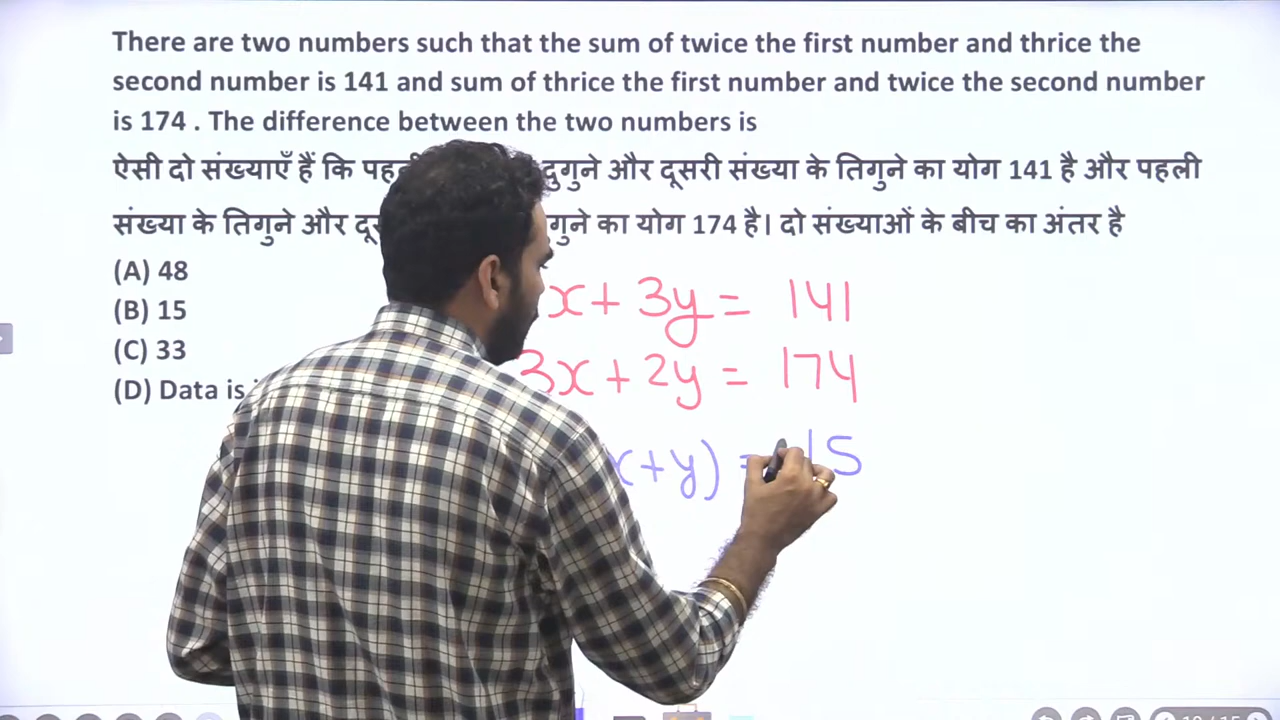 There are two numbers such that the sum of twice the first number and thrice the
second number is 141 and sum of thrice the first number and twice the second number
is 174 . The difference between the two numbers is
ऐसी दो संख्याएँ हैं कि दुगुने और दूसरी संख्या के तिगुने का योग 141 है और पहली
संख्या के तिगुने और का योग 174 है। दो संख्याओं के बीच का अंतर है
(A) 48
(B) 15
(C) 33
(D) Data is
x + 3y = 141
3x + 2y = 174
x+y) = 15